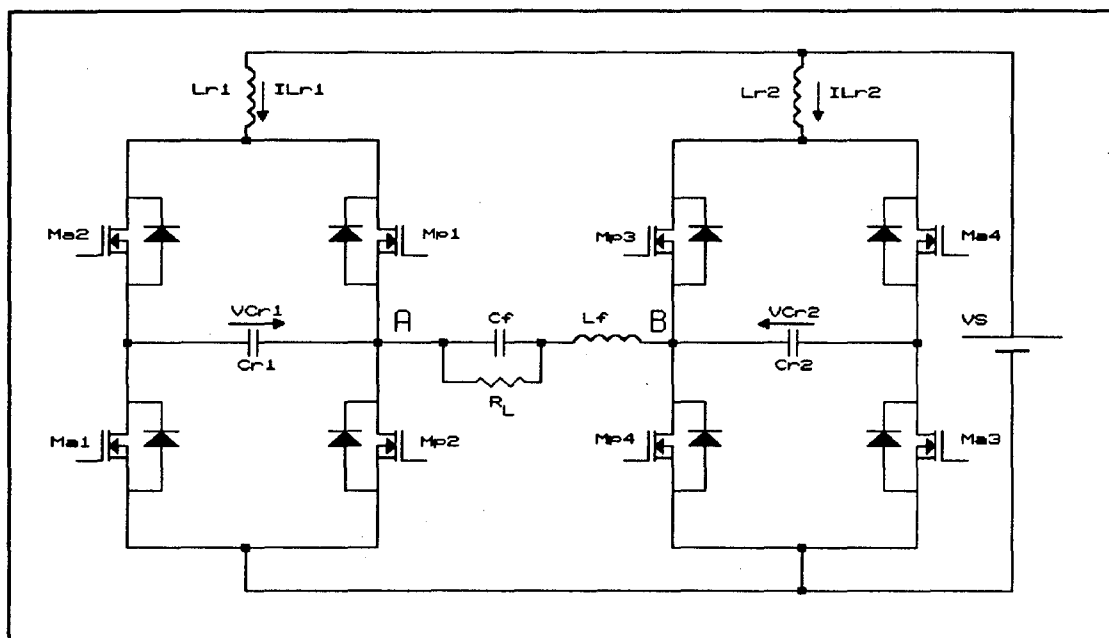 Lr1 ILr1 Lr2 ILr2
Ma2 Mp1 Mp3 Ma4
VCr1 A Cf Lf B VCr2 VS
Cr1 Cr2
RL
Ma1 Mp2 Mp4 Ma3